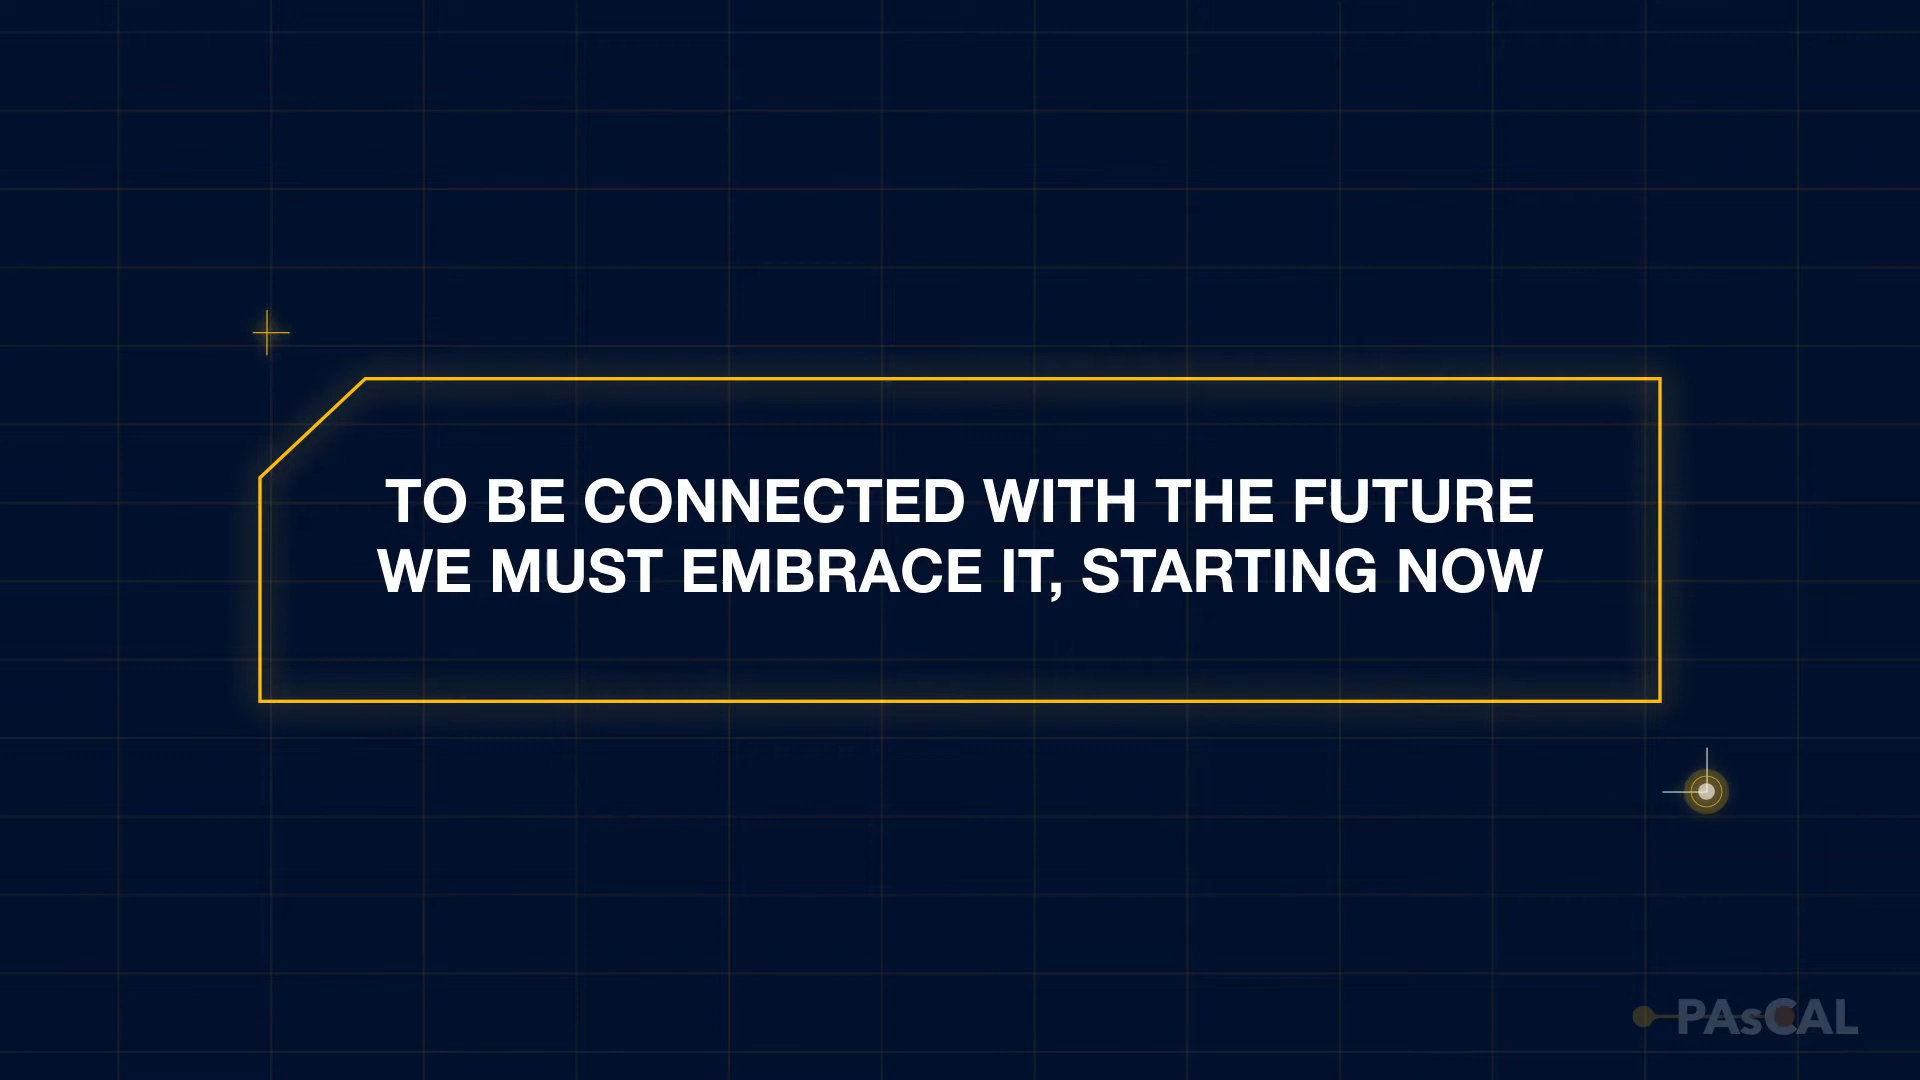 TO BE CONNECTED WITH THE FUTURE
WE MUST EMBRACE IT, STARTING NOW
PAsCAL